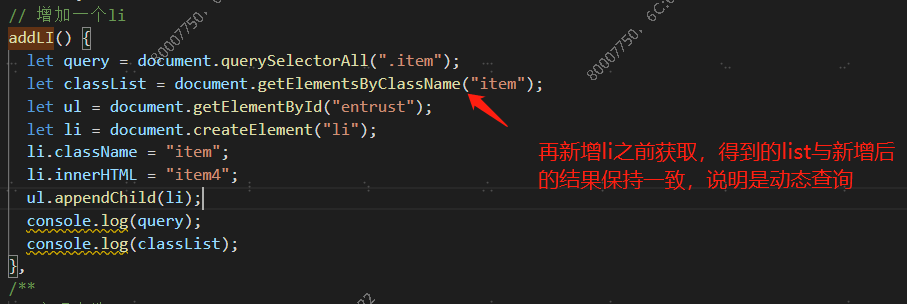 // 增加一个li
addLI() {
let query = document.querySelectorAll(".item");
let classList = document.getElementsByClassName("item");
let ul = document.getElementById("entrust");
let li = document.createElement("li");
li.className = "item";
li.innerHTML = "item4";
ul.appendChild(li);
console.log(query);
console.log(classList);
},
/**
再新增li之前获取，得到的list与新增后
的结果保持一致，说明是动态查询
80007750,
80007750, 6C: